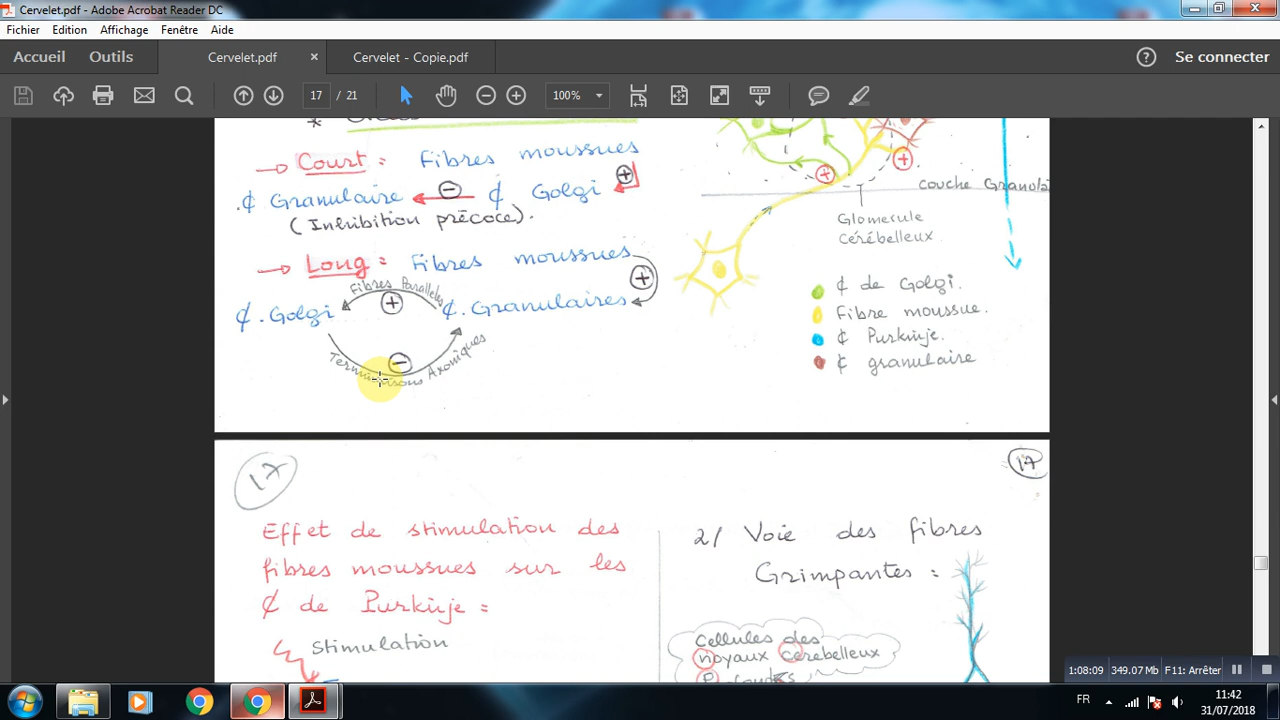 Cervelet.pdf - Adobe Acrobat Reader DC
Fichier Edition Affichage Fenêtre Aide
Accueil Outils Cervelet.pdf × Cervelet - Copie.pdf ? Se connecter
17 / 21 100%
*
→ Court : Fibres moussues
¢ Granulaire ⊖ ¢ Golgi ⊕
(Inhibition précoce).
→ Long : Fibres moussues
Fibres Parallèles
¢. Golgi ⊕ ¢. Granulaires ⊕
⊖
Terminaisons Axoniques
+ +
couche Granula
Glomerule
cérébelleux
¢ de Golgi.
Fibre moussue.
¢ Purkinje.
¢ granulaire
17
17
Effet de stimulation des
fibres moussues sur les
¢ de Purkinje :
stimulation
2/ Voie des fibres
Grimpantes :
Cellules des
noyaux Cerebelleux
1:08:09 349.07 Mb F11: Arrêter
FR 11:42
31/07/2018